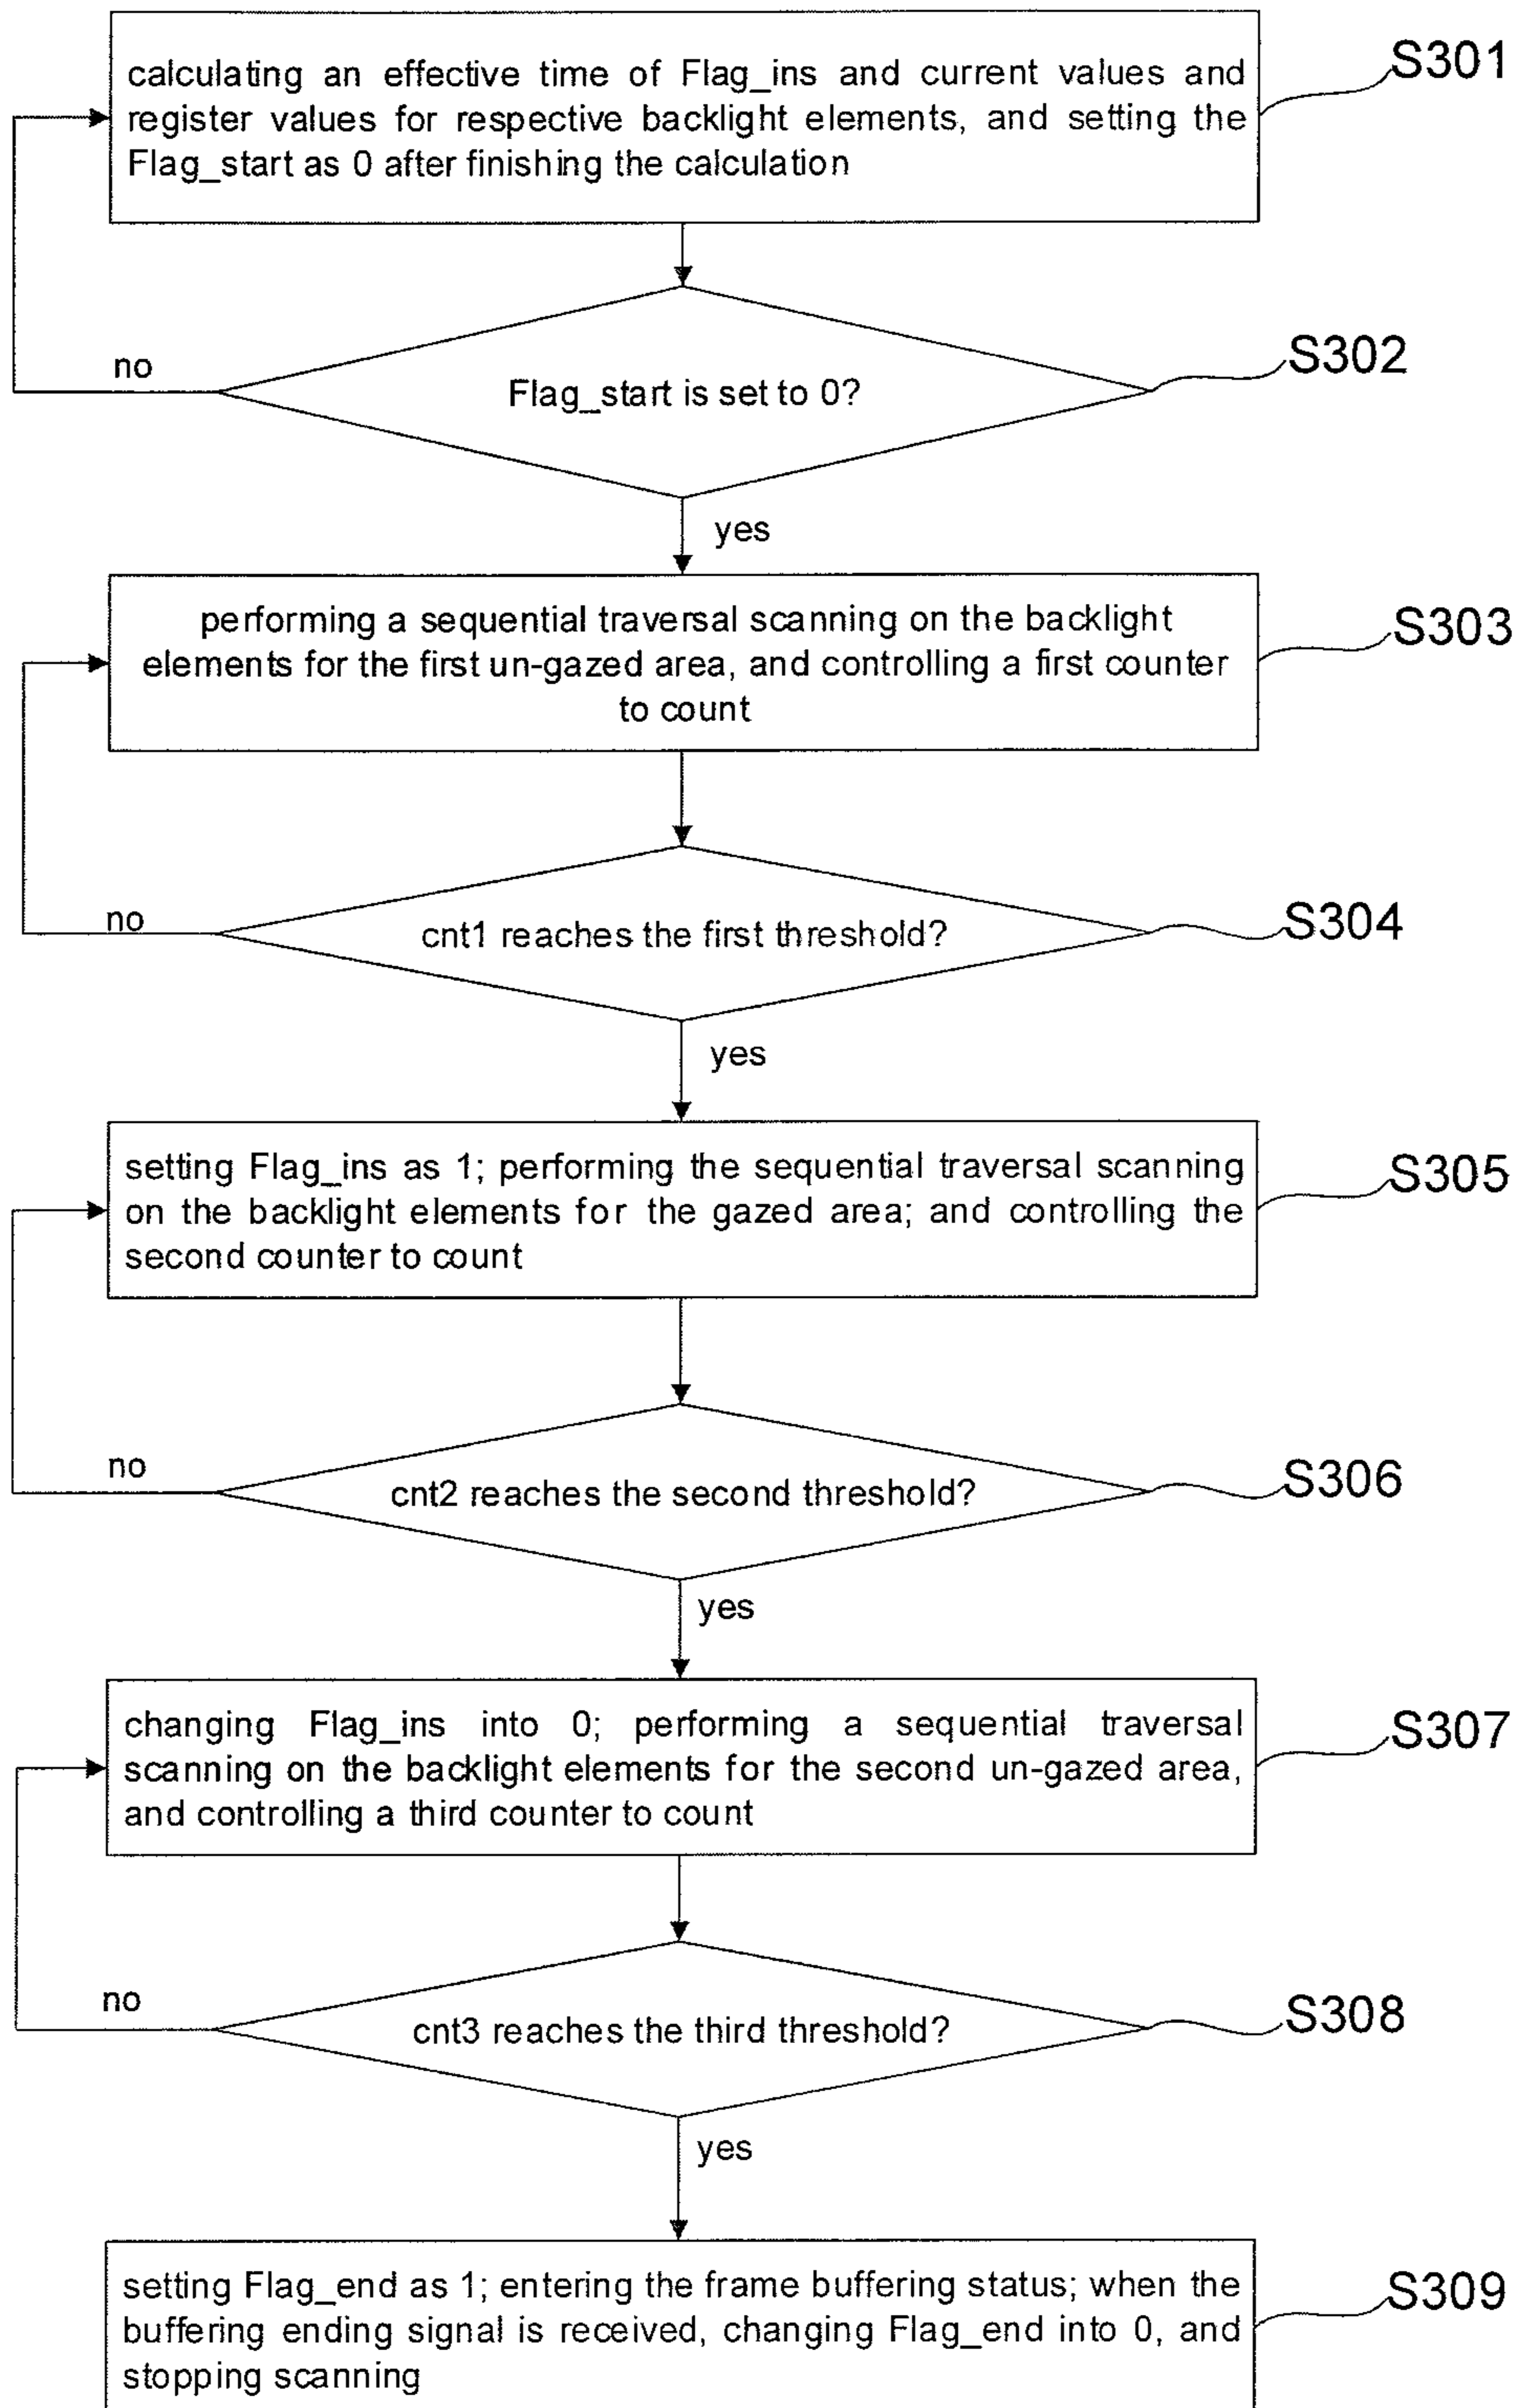 calculating an effective time of Flag_ins and current values and
register values for respective backlight elements, and setting the
Flag_start as 0 after finishing the calculation
S301
Flag_start is set to 0?
S302
no
yes
performing a sequential traversal scanning on the backlight
elements for the first un-gazed area, and controlling a first counter
to count
S303
cnt1 reaches the first threshold?
S304
no
yes
setting Flag_ins as 1; performing the sequential traversal scanning
on the backlight elements for the gazed area; and controlling the
second counter to count
S305
cnt2 reaches the second threshold?
S306
no
yes
changing Flag_ins into 0; performing a sequential traversal
scanning on the backlight elements for the second un-gazed area,
and controlling a third counter to count
S307
cnt3 reaches the third threshold?
S308
no
yes
setting Flag_end as 1; entering the frame buffering status; when the
buffering ending signal is received, changing Flag_end into 0, and
stopping scanning
S309